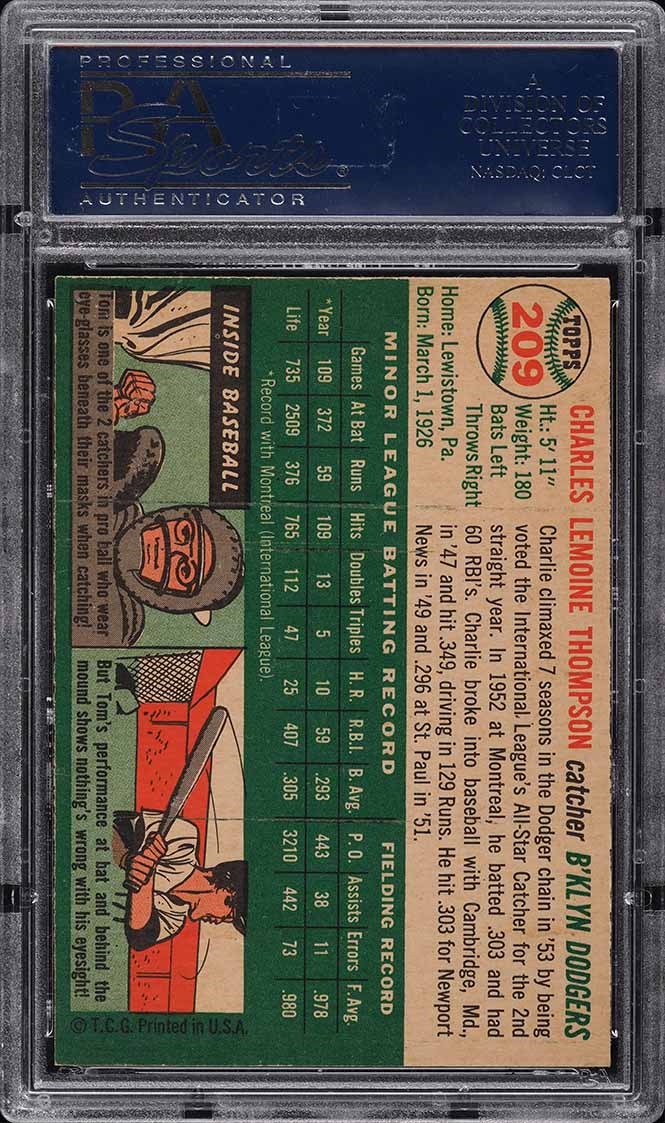 PROFESSIONAL
PSA
Sports®
AUTHENTICATOR
A
DIVISION OF
COLLECTORS
UNIVERSE
NASDAQ: CLCT
TOPPS
209
CHARLES LEMOINE THOMPSON catcher B'KLYN DODGERS
Ht.: 5' 11"
Weight: 180
Bats Left
Throws Right
Home: Lewistown, Pa.
Born: March 1, 1926
Charlie climaxed 7 seasons in the Dodger chain in '53 by being
voted the International League's All-Star Catcher for the 2nd
straight year. In 1952 at Montreal, he batted .303 and had
60 RBI's. Charlie broke into baseball with Cambridge, Md.,
in '47 and hit .349, driving in 129 Runs. He hit .303 for Newport
News in '49 and .296 at St. Paul in '51.
MINOR LEAGUE BATTING RECORD FIELDING RECORD
Games At Bat Runs Hits Doubles Triples H.R. R.B.I. B. Avg. P.O. Assists Errors F. Avg.
*Year 109 372 59 109 13 5 10 59 .293 443 38 11 .978
Life 735 2509 376 765 112 47 25 407 .305 3210 442 73 .980
*Record with Montreal (International League).
INSIDE BASEBALL
Tom is one of the 2 catchers in pro ball who wear
eye-glasses beneath their masks when catching!
But Tom's performance at bat and behind the
mound shows nothing's wrong with his eyesight!
© T.C.G. Printed in U.S.A.